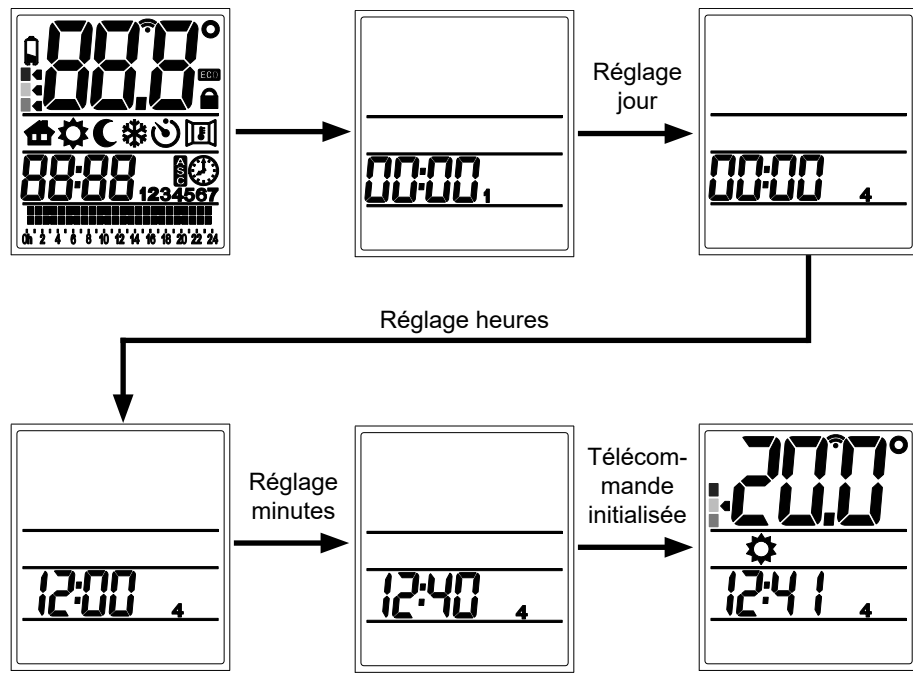 88.8°
ECO
88:88 ASC 1234567
0h 2 4 6 8 10 12 14 16 18 20 22 24
00:00 1
Réglage
jour
00:00 4
Réglage heures
12:00 4
Réglage
minutes
12:40 4
Télécom-
mande
initialisée
20.0°
12:41 4